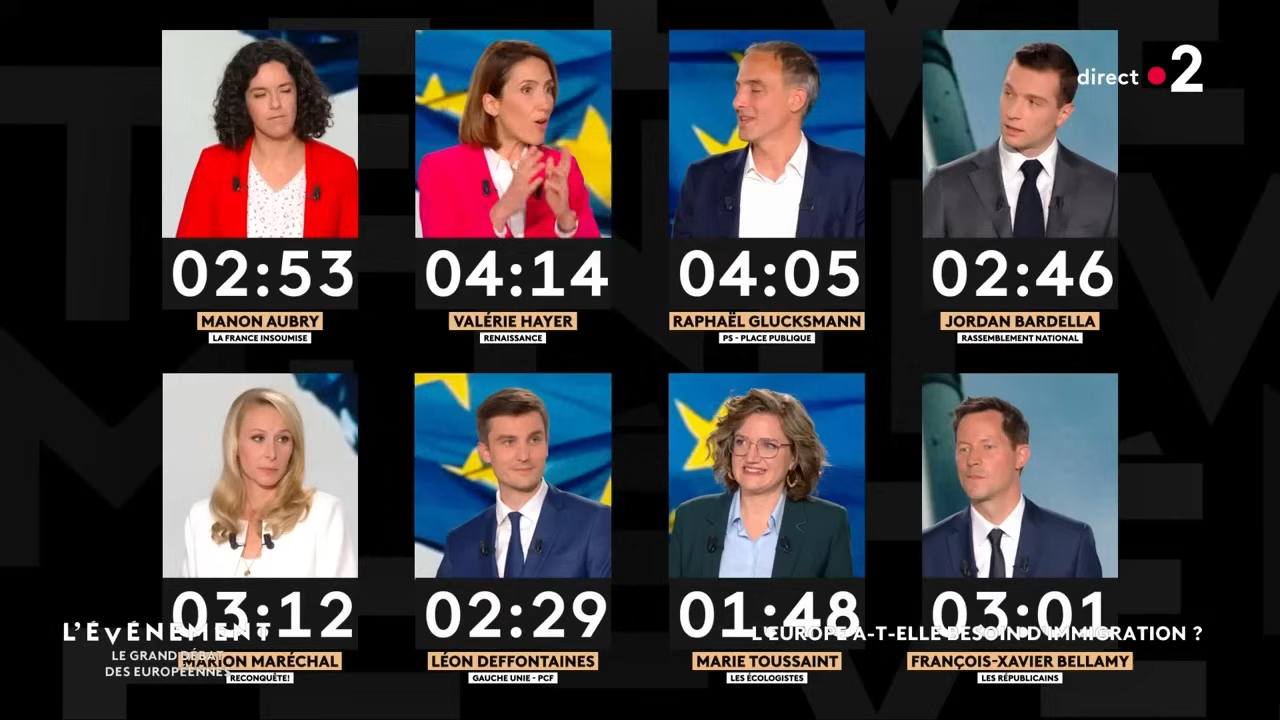 direct 2
02:53
04:14
04:05
02:46
MANON AUBRY
VALÉRIE HAYER
RAPHAËL GLUCKSMANN
JORDAN BARDELLA
LA FRANCE INSOUMISE
RENAISSANCE
PS - PLACE PUBLIQUE
RASSEMBLEMENT NATIONAL
03:12
02:29
01:48
03:01
L'ÉVÉNEMENT
L'EUROPE A-T-ELLE BESOIN D'IMMIGRATION ?
LE GRAND DÉBAT
DES EUROPÉENNES
MARION MARÉCHAL
LÉON DEFFONTAINES
MARIE TOUSSAINT
FRANÇOIS-XAVIER BELLAMY
RECONQUÊTE!
GAUCHE UNIE - PCF
LES ÉCOLOGISTES
LES RÉPUBLICAINS